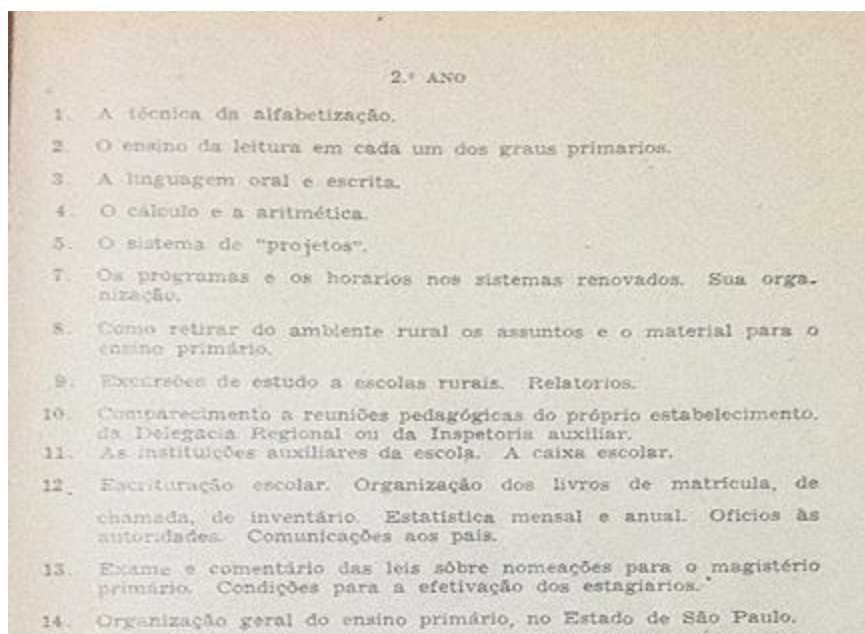 2.º ANO
1. A técnica da alfabetização.
2. O ensino da leitura em cada um dos graus primarios.
3. A linguagem oral e escrita.
4. O cálculo e a aritmética.
5. O sistema de "projetos".
7. Os programas e os horarios nos sistemas renovados. Sua orga-
nização.
8. Como retirar do ambiente rural os assuntos e o material para o
ensino primário.
9. Excursões de estudo a escolas rurais. Relatorios.
10. Comparecimento a reuniões pedagógicas do próprio estabelecimento,
da Delegacia Regional ou da Inspetoria auxiliar.
11. As instituições auxiliares da escola. A caixa escolar.
12. Escrituração escolar. Organização dos livros de matrícula, de
chamada, de inventário. Estatistica mensal e anual. Ofícios às
autoridades. Comunicações aos pais.
13. Exame e comentário das leis sôbre nomeações para o magistério
primário. Condições para a efetivação dos estagiarios.
14. Organização geral do ensino primário, no Estado de São Paulo.